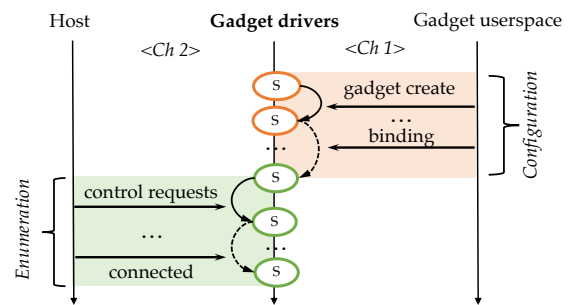 Host
Gadget drivers
Gadget userspace
<Ch 2>
<Ch 1>
S
gadget create
S
...
binding
...
Configuration
S
control requests
S
...
...
connected
S
Enumeration